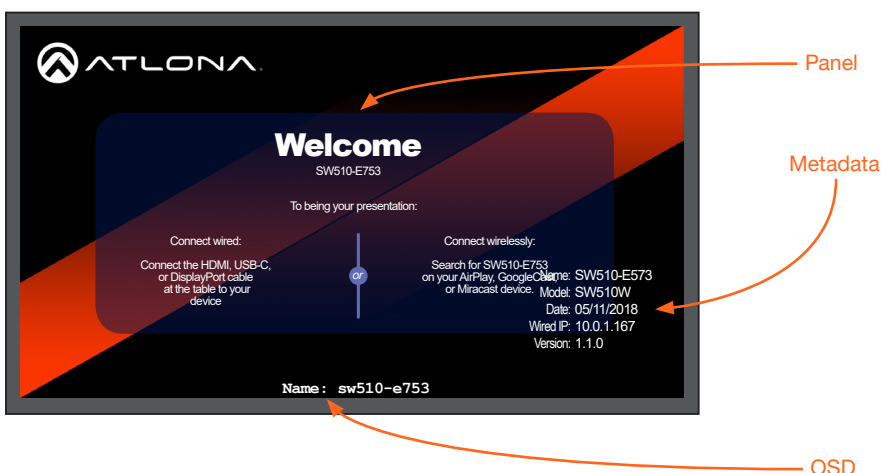 ATLONA.
Panel
Welcome
SW510-E753
Metadata
To being your presentation:
Connect wired:
Connect the HDMI, USB-C,
or DisplayPort cable
at the table to your
device
or
Connect wirelessly:
Search for SW510-E753
on your AirPlay, GoogleCast,
or Miracast device.
Name: SW510-E573
Model: SW510W
Date: 05/11/2018
Wired IP: 10.0.1.167
Version: 1.1.0
Name: sw510-e753
OSD